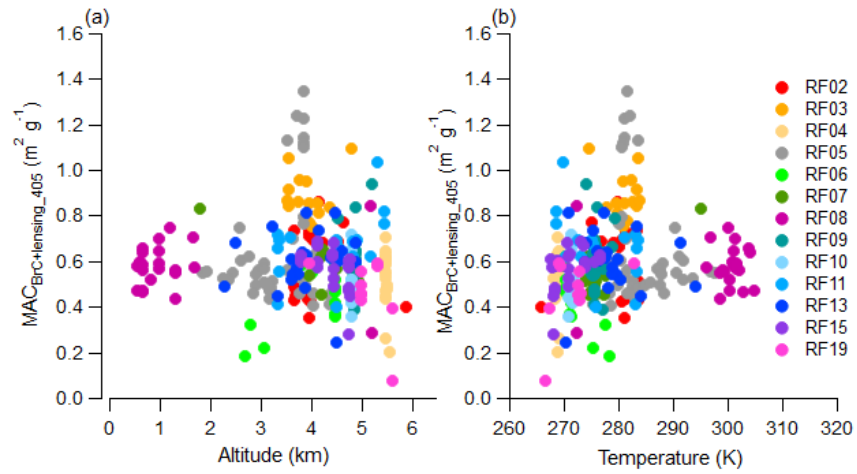 (a)
(b)
MAC_BrC+lensing_405 (m² g⁻¹)
1.6
1.4
1.2
1.0
0.8
0.6
0.4
0.2
0.0
0 1 2 3 4 5 6
Altitude (km)
MAC_BrC+lensing_405 (m² g⁻¹)
1.6
1.4
1.2
1.0
0.8
0.6
0.4
0.2
0.0
260 270 280 290 300 310 320
Temperature (K)
RF02
RF03
RF04
RF05
RF06
RF07
RF08
RF09
RF10
RF11
RF13
RF15
RF19